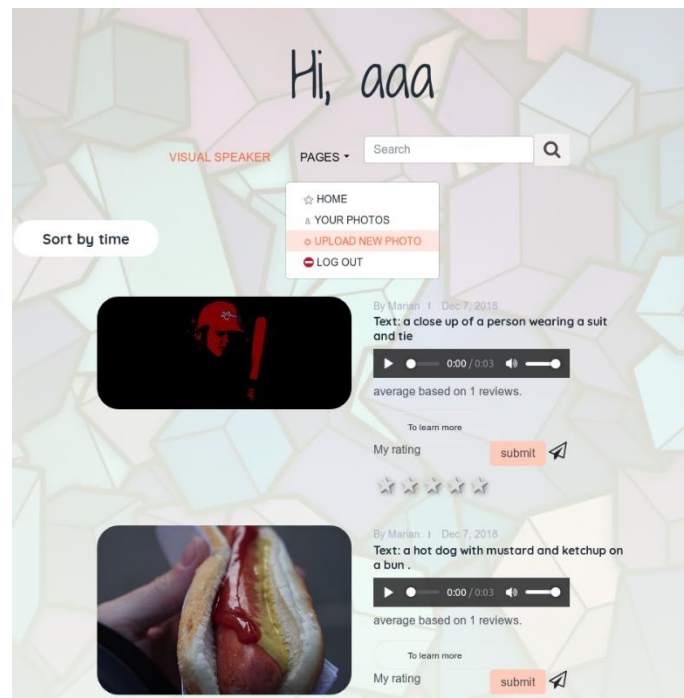 Hi, aaa
VISUAL SPEAKER PAGES Search
HOME
YOUR PHOTOS
UPLOAD NEW PHOTO
LOG OUT
Sort by time
By Marian I Dec 7, 2018
Text: a close up of a person wearing a suit
and tie
0:00 / 0:03
average based on 1 reviews.
To learn more
My rating submit
By Marian I Dec 7, 2018
Text: a hot dog with mustard and ketchup on
a bun .
0:00 / 0:03
average based on 1 reviews.
To learn more
My rating submit